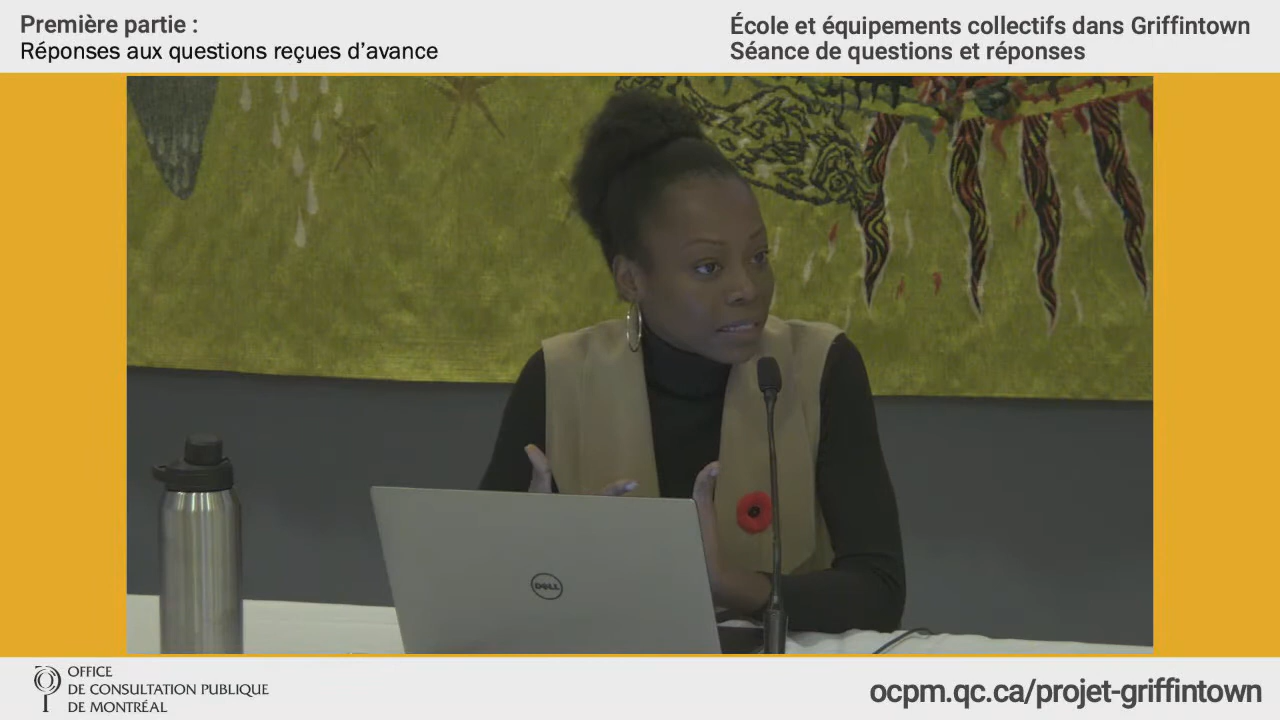 Première partie :
Réponses aux questions reçues d’avance
École et équipements collectifs dans Griffintown
Séance de questions et réponses
DELL
OFFICE
DE CONSULTATION PUBLIQUE
DE MONTRÉAL
ocpm.qc.ca/projet-griffintown